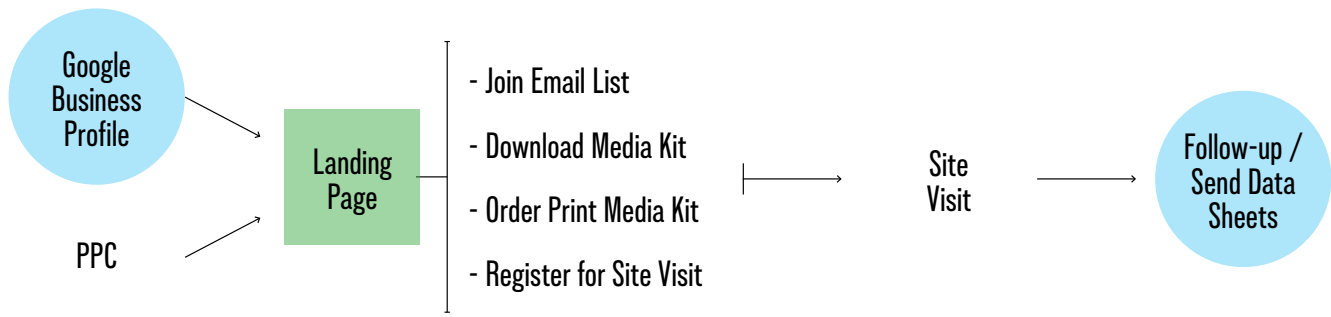 Google
Business
Profile
PPC
Landing
Page
- Join Email List
- Download Media Kit
- Order Print Media Kit
- Register for Site Visit
Site
Visit
Follow-up /
Send Data
Sheets